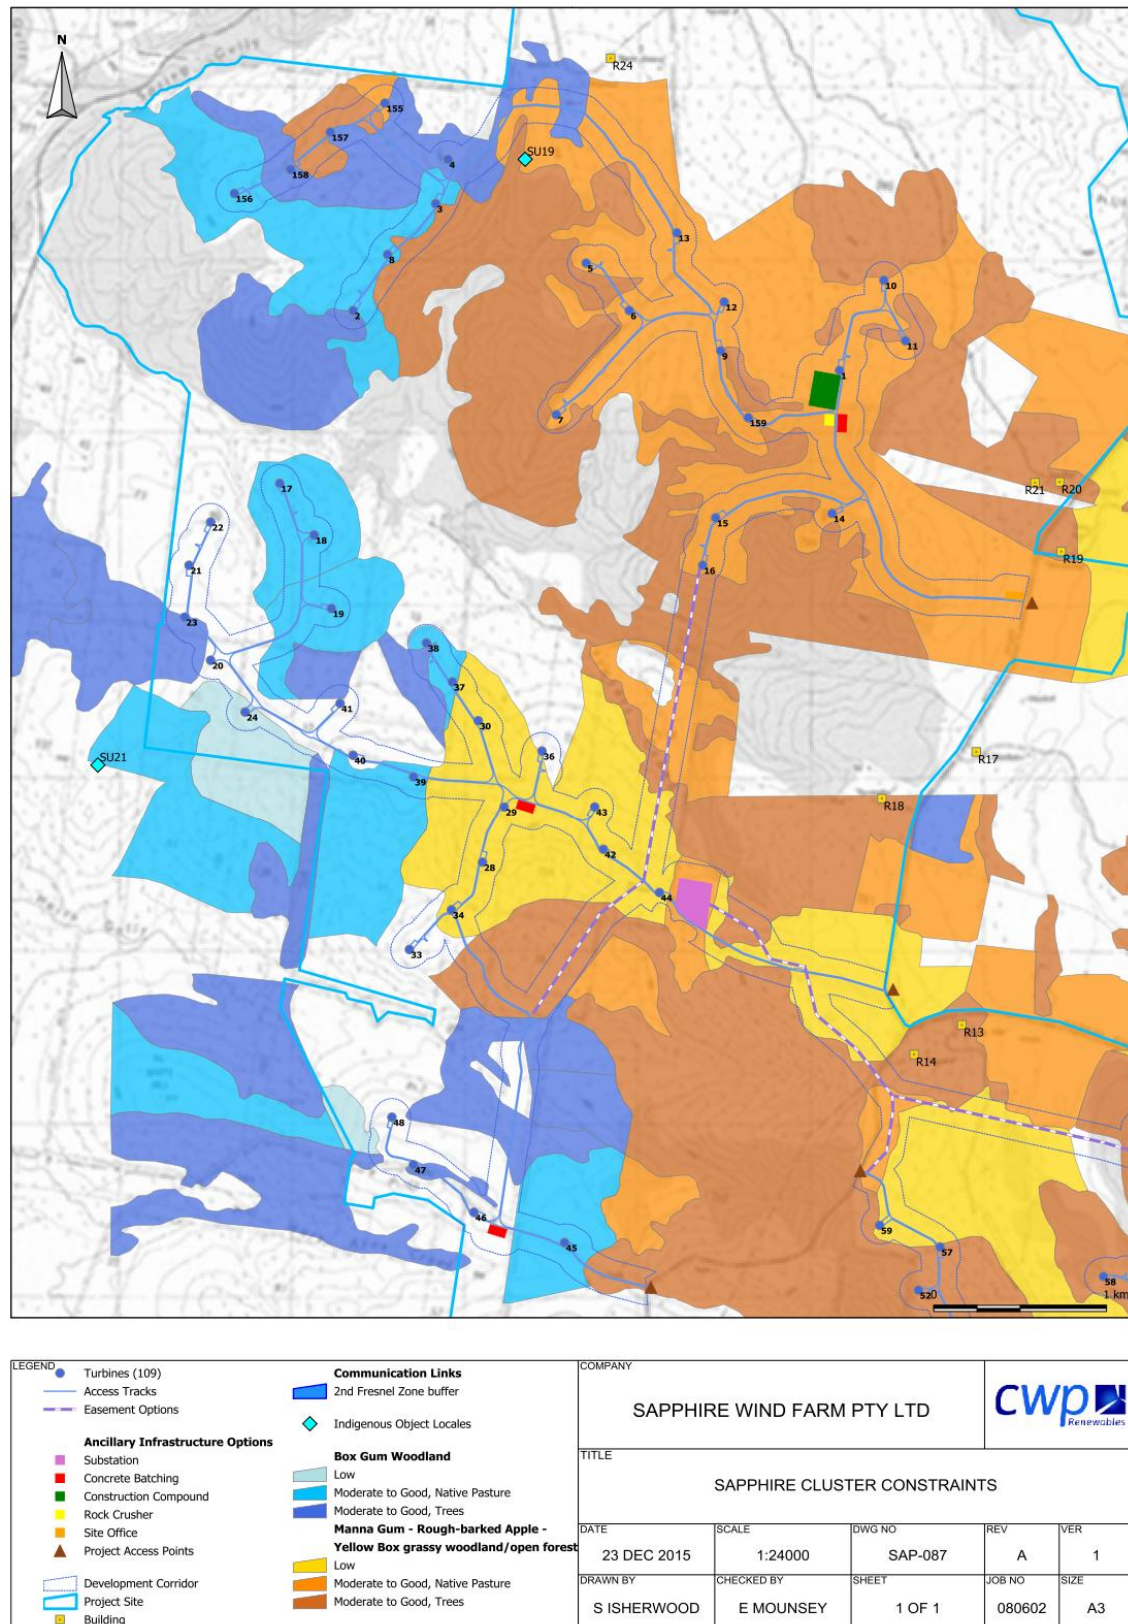 N
R24
155
157
4
SU19
158
156
3
13
8
5
10
2
12
6
11
9
1
7
159
17
R21
R20
22
15
14
18
R19
21
16
19
23
38
20
37
41
24
30
36
R17
SU21
40
39
R18
29
43
42
28
44
34
33
R13
R14
48
47
46
59
45
57
58
52
0
1 km
LEGEND
Turbines (109)
Access Tracks
Easement Options
Ancillary Infrastructure Options
Substation
Concrete Batching
Construction Compound
Rock Crusher
Site Office
Project Access Points
Development Corridor
Project Site
Building
Communication Links
2nd Fresnel Zone buffer
Indigenous Object Locales
Box Gum Woodland
Low
Moderate to Good, Native Pasture
Moderate to Good, Trees
Manna Gum - Rough-barked Apple -
Yellow Box grassy woodland/open forest
Low
Moderate to Good, Native Pasture
Moderate to Good, Trees
COMPANY
SAPPHIRE WIND FARM PTY LTD
cwp
Renewables
TITLE
SAPPHIRE CLUSTER CONSTRAINTS
DATE
23 DEC 2015
SCALE
1:24000
DWG NO
SAP-087
REV
A
VER
1
DRAWN BY
S ISHERWOOD
CHECKED BY
E MOUNSEY
SHEET
1 OF 1
JOB NO
080602
SIZE
A3